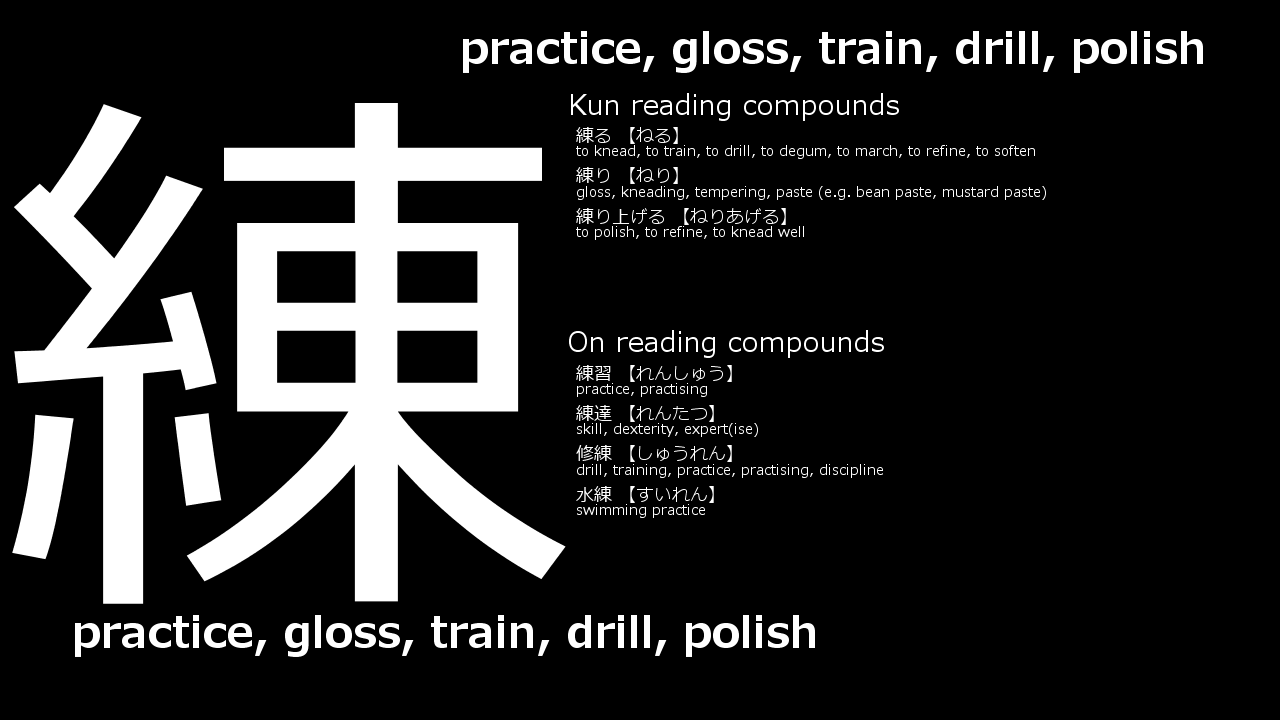 practice, gloss, train, drill, polish
練
Kun reading compounds
練る 【ねる】
to knead, to train, to drill, to degum, to march, to refine, to soften
練り 【ねり】
gloss, kneading, tempering, paste (e.g. bean paste, mustard paste)
練り上げる 【ねりあげる】
to polish, to refine, to knead well
On reading compounds
練習 【れんしゅう】
practice, practising
練達 【れんたつ】
skill, dexterity, expert(ise)
修練 【しゅうれん】
drill, training, practice, practising, discipline
水練 【すいれん】
swimming practice
practice, gloss, train, drill, polish